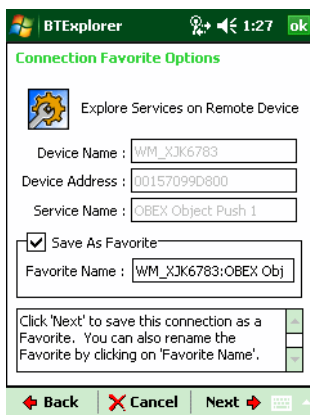 BTExplorer 1:27 ok
Connection Favorite Options
Explore Services on Remote Device
Device Name : WM_XJK6783
Device Address : 00157099D800
Service Name : OBEX Object Push 1
Save As Favorite
Favorite Name : WM_XJK6783:OBEX Obj
Click 'Next' to save this connection as a
Favorite. You can also rename the
Favorite by clicking on 'Favorite Name'.
Back Cancel Next